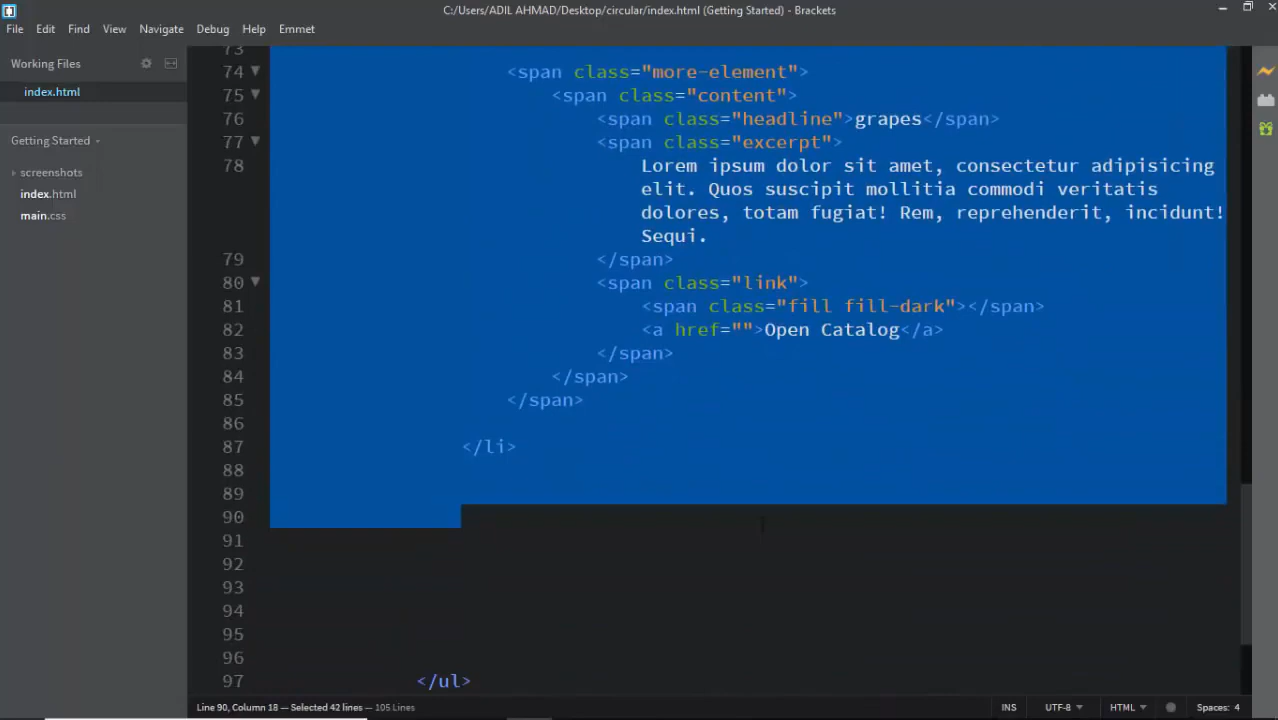 C:/Users/ADIL AHMAD/Desktop/circular/index.html (Getting Started) - Brackets
File Edit Find View Navigate Debug Help Emmet
Working Files
index.html
Getting Started
screenshots
index.html
main.css
73
74 <span class="more-element">
75 <span class="content">
76 <span class="headline">grapes</span>
77 <span class="excerpt">
78 Lorem ipsum dolor sit amet, consectetur adipisicing
elit. Quos suscipit mollitia commodi veritatis
dolores, totam fugiat! Rem, reprehenderit, incidunt!
Sequi.
79 </span>
80 <span class="link">
81 <span class="fill fill-dark"></span>
82 <a href="">Open Catalog</a>
83 </span>
84 </span>
85 </span>
86
87 </li>
88
89
90
91
92
93
94
95
96
97 </ul>
Line 90, Column 18 — Selected 42 lines — 105 Lines INS UTF-8 HTML Spaces: 4